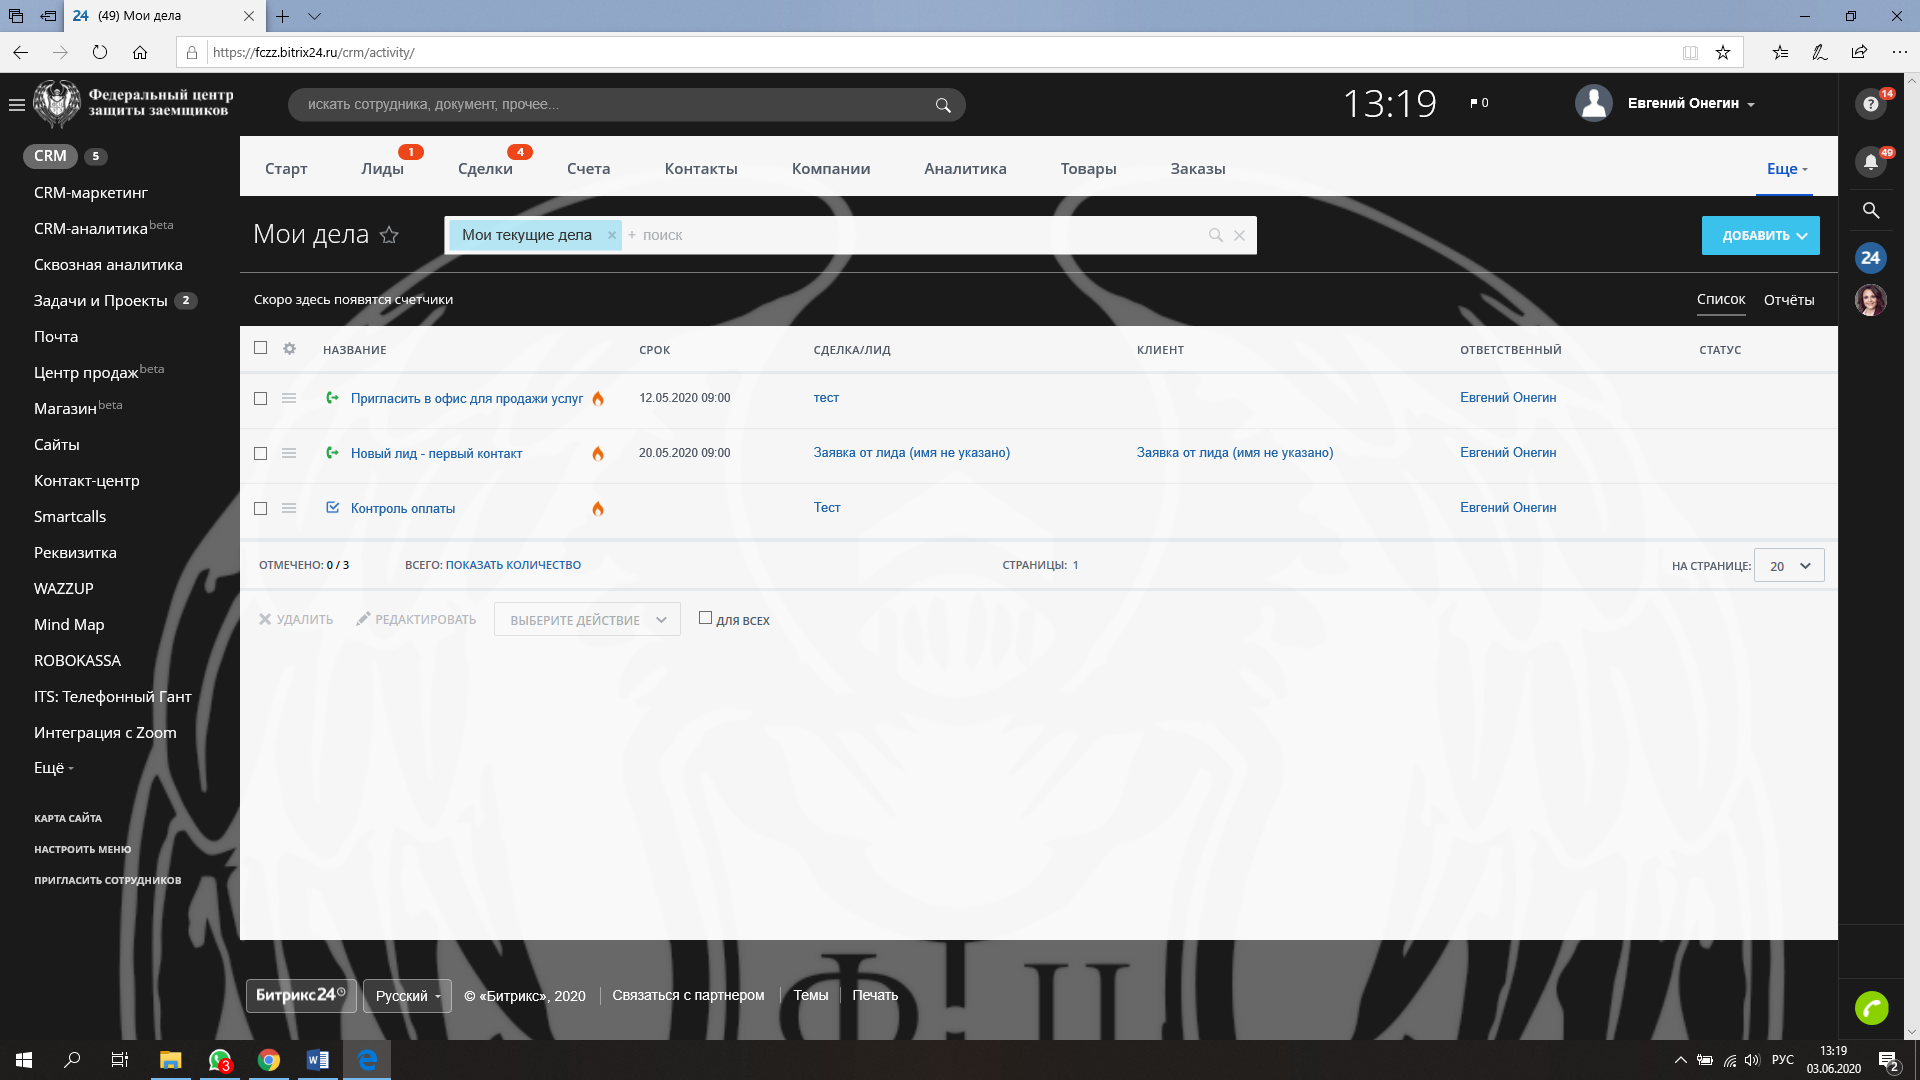 24 (49) Мои дела
https://fczz.bitrix24.ru/crm/activity/
Федеральный центр
защиты заемщиков
искать сотрудника, документ, прочее...
13:19
0
Евгений Онегин
14
CRM 5
CRM-маркетинг
CRM-аналитика beta
Сквозная аналитика
Задачи и Проекты 2
Почта
Центр продаж beta
Магазин beta
Сайты
Контакт-центр
Smartcalls
Реквизитка
WAZZUP
Mind Map
ROBOKASSA
ITS: Телефонный Гант
Интеграция с Zoom
Ещё
КАРТА САЙТА
НАСТРОИТЬ МЕНЮ
ПРИГЛАСИТЬ СОТРУДНИКОВ
Старт Лиды 1 Сделки 4 Счета Контакты Компании Аналитика Товары Заказы Еще
49
Мои дела Мои текущие дела × + поиск ДОБАВИТЬ
24
Скоро здесь появятся счетчики Список Отчёты
НАЗВАНИЕ СРОК СДЕЛКА/ЛИД КЛИЕНТ ОТВЕТСТВЕННЫЙ СТАТУС
Пригласить в офис для продажи услуг 12.05.2020 09:00 тест Евгений Онегин
Новый лид - первый контакт 20.05.2020 09:00 Заявка от лида (имя не указано) Заявка от лида (имя не указано) Евгений Онегин
Контроль оплаты Тест Евгений Онегин
ОТМЕЧЕНО: 0 / 3 ВСЕГО: ПОКАЗАТЬ КОЛИЧЕСТВО СТРАНИЦЫ: 1 НА СТРАНИЦЕ: 20
УДАЛИТЬ РЕДАКТИРОВАТЬ ВЫБЕРИТЕ ДЕЙСТВИЕ ДЛЯ ВСЕХ
Битрикс24 Русский © «Битрикс», 2020 Связаться с партнером Темы Печать
3
РУС
13:19
03.06.2020
2